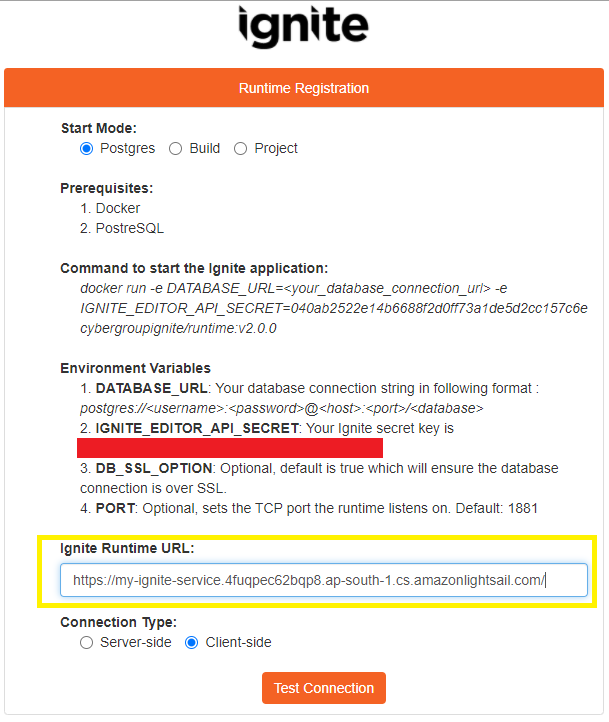 ignite
Runtime Registration
Start Mode:
Postgres Build Project
Prerequisites:
1. Docker
2. PostreSQL
Command to start the Ignite application:
docker run -e DATABASE_URL=<your_database_connection_url> -e
IGNITE_EDITOR_API_SECRET=040ab2522e14b6688f2d0ff73a1de5d2cc157c6e
cybergroupignite/runtime:v2.0.0
Environment Variables
1. DATABASE_URL: Your database connection string in following format :
postgres://<username>:<password>@<host>:<port>/<database>
2. IGNITE_EDITOR_API_SECRET: Your Ignite secret key is
3. DB_SSL_OPTION: Optional, default is true which will ensure the database
connection is over SSL.
4. PORT: Optional, sets the TCP port the runtime listens on. Default: 1881
Ignite Runtime URL:
https://my-ignite-service.4fuqpec62bqp8.ap-south-1.cs.amazonlightsail.com/
Connection Type:
Server-side Client-side
Test Connection